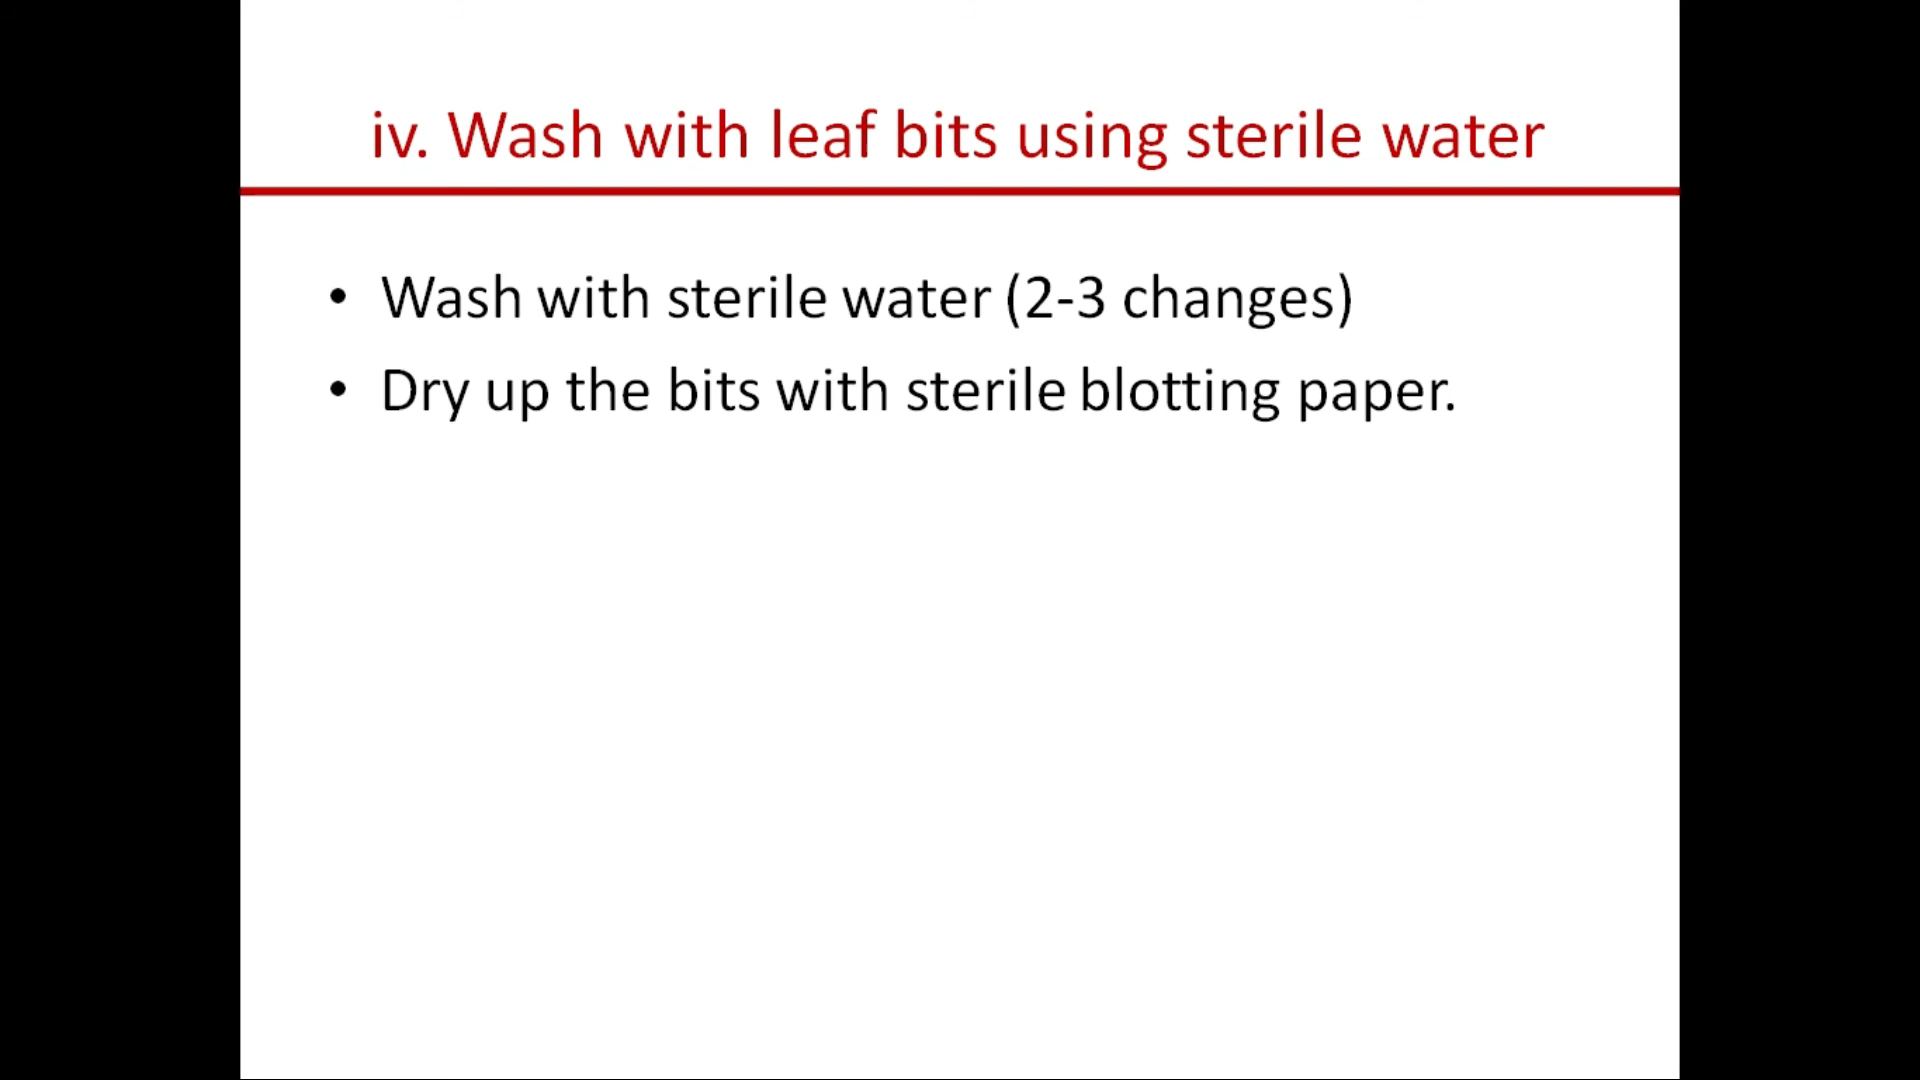 iv. Wash with leaf bits using sterile water
• Wash with sterile water (2-3 changes)
• Dry up the bits with sterile blotting paper.